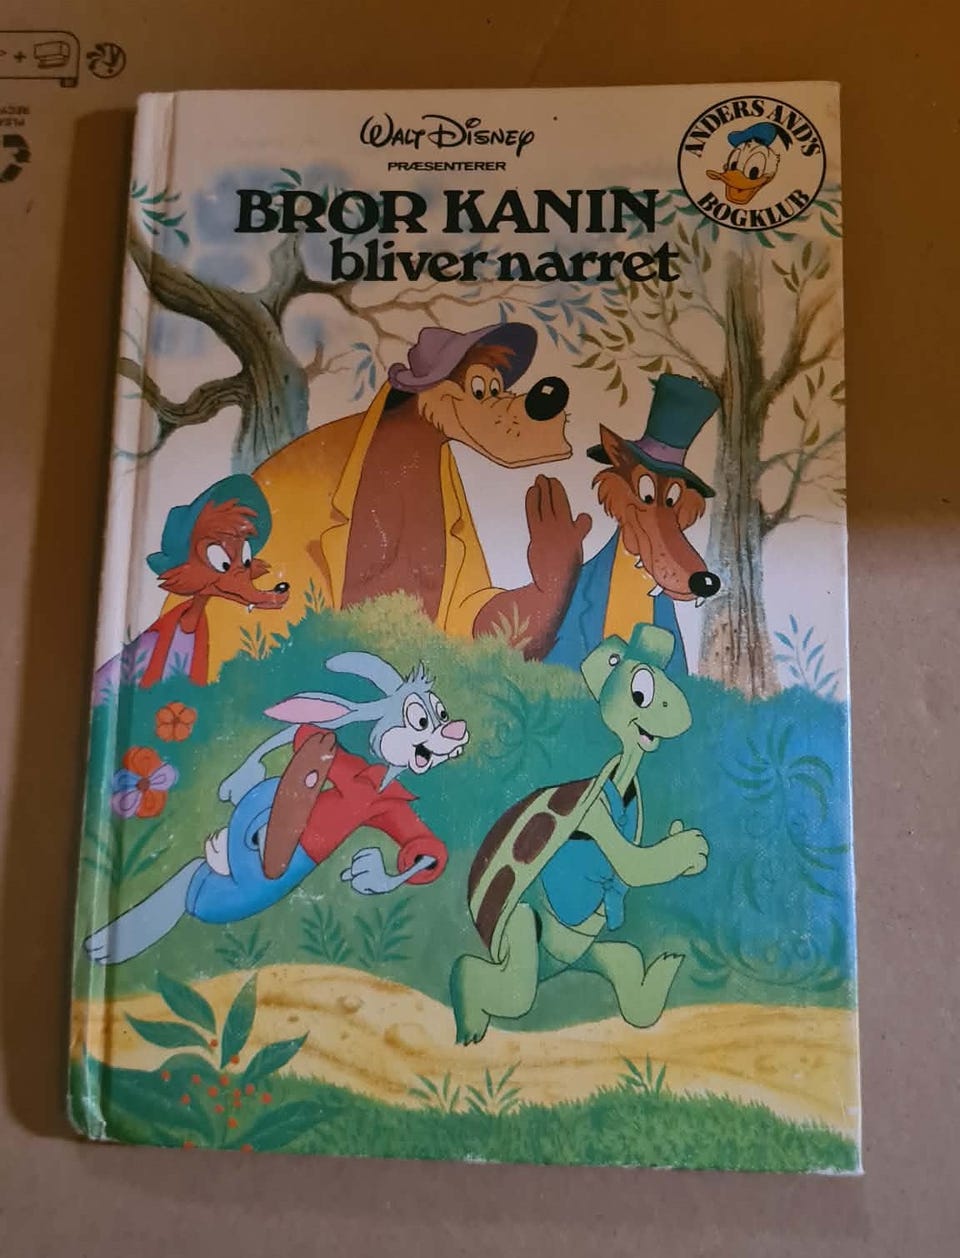 WALT DISNEY
PRÆSENTERER
BROR KANIN
bliver narret
ANDERS AND'S
BOGKLUB